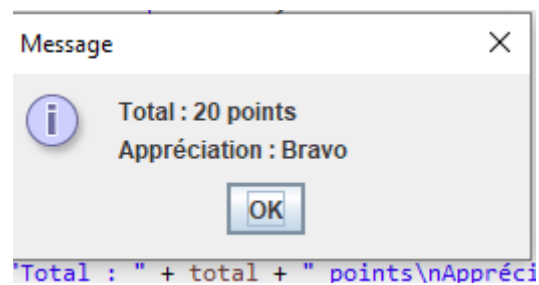 Message
Total : 20 points
Appréciation : Bravo
OK
"Total : " + total + " points\nAppréci